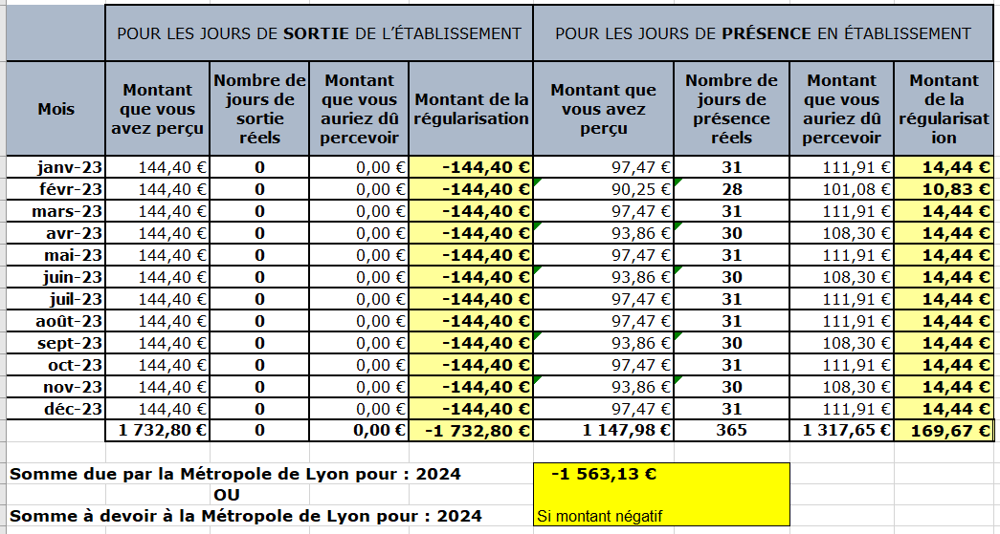 POUR LES JOURS DE SORTIE DE L’ÉTABLISSEMENT POUR LES JOURS DE PRÉSENCE EN ÉTABLISSEMENT
Mois Montant que vous avez perçu Nombre de jours de sortie réels Montant que vous auriez dû percevoir Montant de la régularisation Montant que vous avez perçu Nombre de jours de présence réels Montant que vous auriez dû percevoir Montant de la régularisat ion
janv-23 144,40 € 0 0,00 € -144,40 € 97,47 € 31 111,91 € 14,44 €
févr-23 144,40 € 0 0,00 € -144,40 € 90,25 € 28 101,08 € 10,83 €
mars-23 144,40 € 0 0,00 € -144,40 € 97,47 € 31 111,91 € 14,44 €
avr-23 144,40 € 0 0,00 € -144,40 € 93,86 € 30 108,30 € 14,44 €
mai-23 144,40 € 0 0,00 € -144,40 € 97,47 € 31 111,91 € 14,44 €
juin-23 144,40 € 0 0,00 € -144,40 € 93,86 € 30 108,30 € 14,44 €
juil-23 144,40 € 0 0,00 € -144,40 € 97,47 € 31 111,91 € 14,44 €
août-23 144,40 € 0 0,00 € -144,40 € 97,47 € 31 111,91 € 14,44 €
sept-23 144,40 € 0 0,00 € -144,40 € 93,86 € 30 108,30 € 14,44 €
oct-23 144,40 € 0 0,00 € -144,40 € 97,47 € 31 111,91 € 14,44 €
nov-23 144,40 € 0 0,00 € -144,40 € 93,86 € 30 108,30 € 14,44 €
déc-23 144,40 € 0 0,00 € -144,40 € 97,47 € 31 111,91 € 14,44 €
1 732,80 € 0 0,00 € -1 732,80 € 1 147,98 € 365 1 317,65 € 169,67 €
Somme due par la Métropole de Lyon pour : 2024 -1 563,13 €
OU
Somme à devoir à la Métropole de Lyon pour : 2024 Si montant négatif